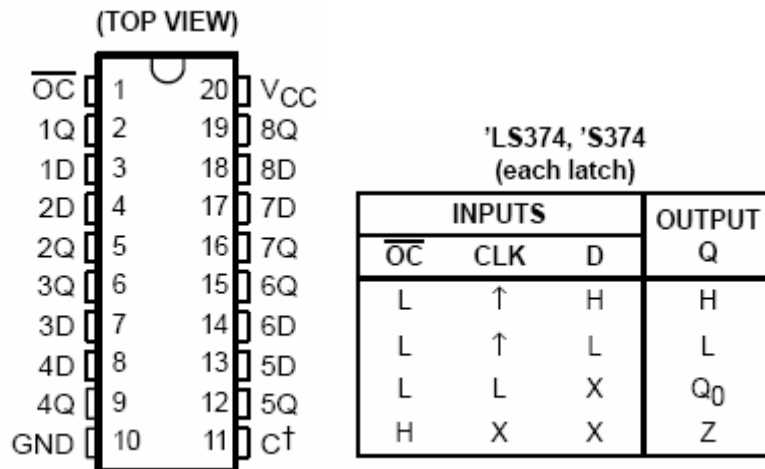 (TOP VIEW)
OC 1 20 VCC
1Q 2 19 8Q
1D 3 18 8D
2D 4 17 7D
2Q 5 16 7Q
3Q 6 15 6Q
3D 7 14 6D
4D 8 13 5D
4Q 9 12 5Q
GND 10 11 C†
'LS374, 'S374
(each latch)
INPUTS OUTPUT
OC CLK D Q
L ↑ H H
L ↑ L L
L L X Q0
H X X Z